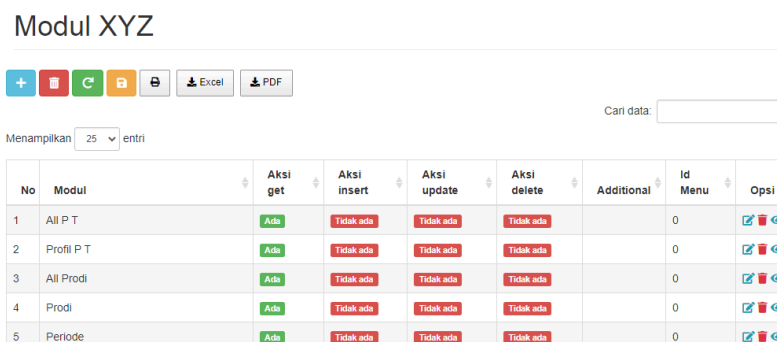 Modul XYZ
Excel PDF
Cari data:
Menampilkan 25 entri
No Modul Aksi get Aksi insert Aksi update Aksi delete Additional Id Menu Opsi
1 All P T Ada Tidak ada Tidak ada Tidak ada 0
2 Profil P T Ada Tidak ada Tidak ada Tidak ada 0
3 All Prodi Ada Tidak ada Tidak ada Tidak ada 0
4 Prodi Ada Tidak ada Tidak ada Tidak ada 0
5 Periode Ada Tidak ada Tidak ada Tidak ada 0